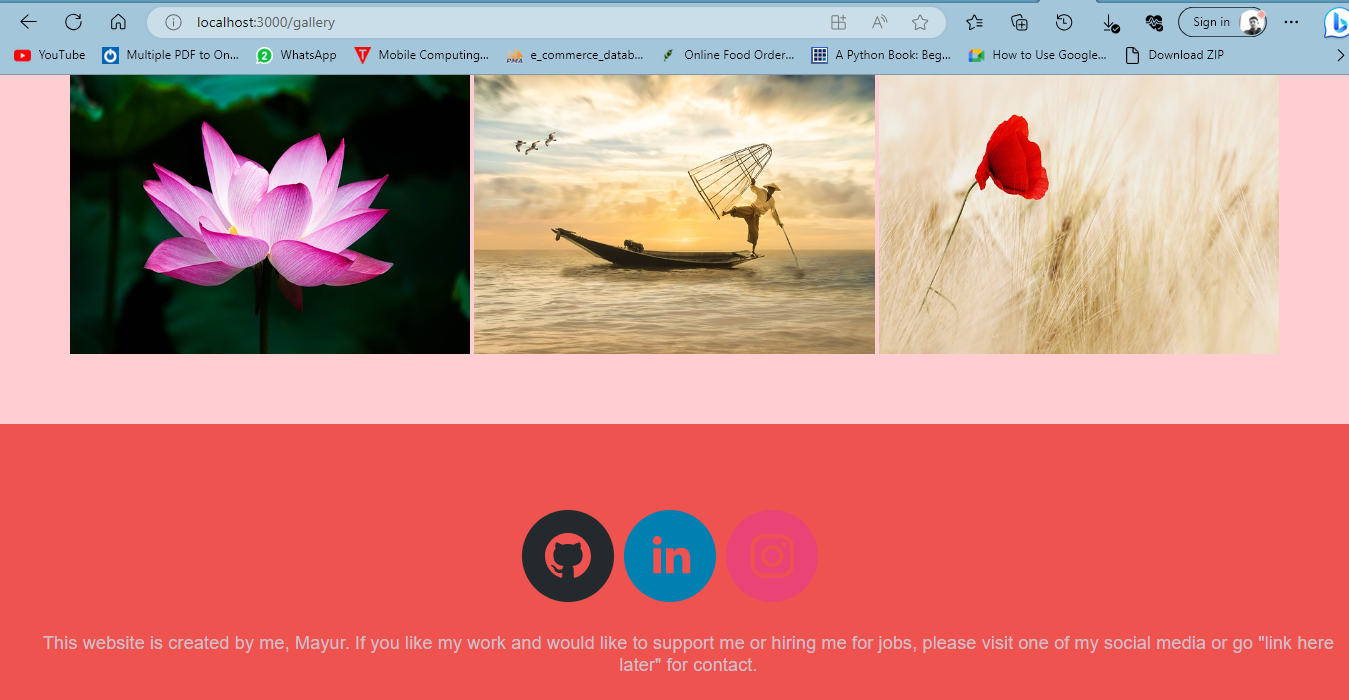 localhost:3000/gallery
Sign in
YouTube
Multiple PDF to On...
2
WhatsApp
T
Mobile Computing...
PMA
e_commerce_datab...
Online Food Order...
A Python Book: Beg...
How to Use Google...
Download ZIP
in
This website is created by me, Mayur. If you like my work and would like to support me or hiring me for jobs, please visit one of my social media or go "link here
later" for contact.